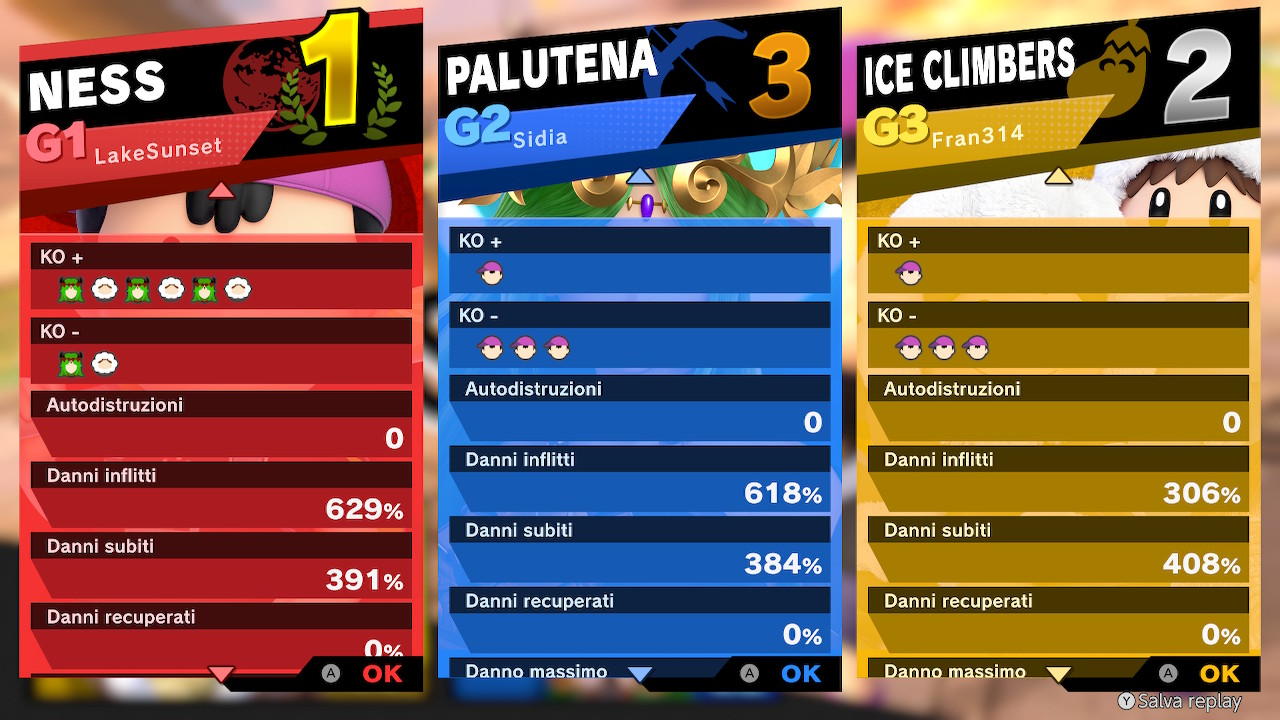 NESS
1
G1 LakeSunset
KO +
KO -
Autodistruzioni
0
Danni inflitti
629%
Danni subiti
391%
Danni recuperati
0%
A OK
PALUTENA
3
G2 Sidia
KO +
KO -
Autodistruzioni
0
Danni inflitti
618%
Danni subiti
384%
Danni recuperati
0%
Danno massimo
A OK
ICE CLIMBERS
2
G3 Fran314
KO +
KO -
Autodistruzioni
0
Danni inflitti
306%
Danni subiti
408%
Danni recuperati
0%
Danno massimo
A OK
Y Salva replay